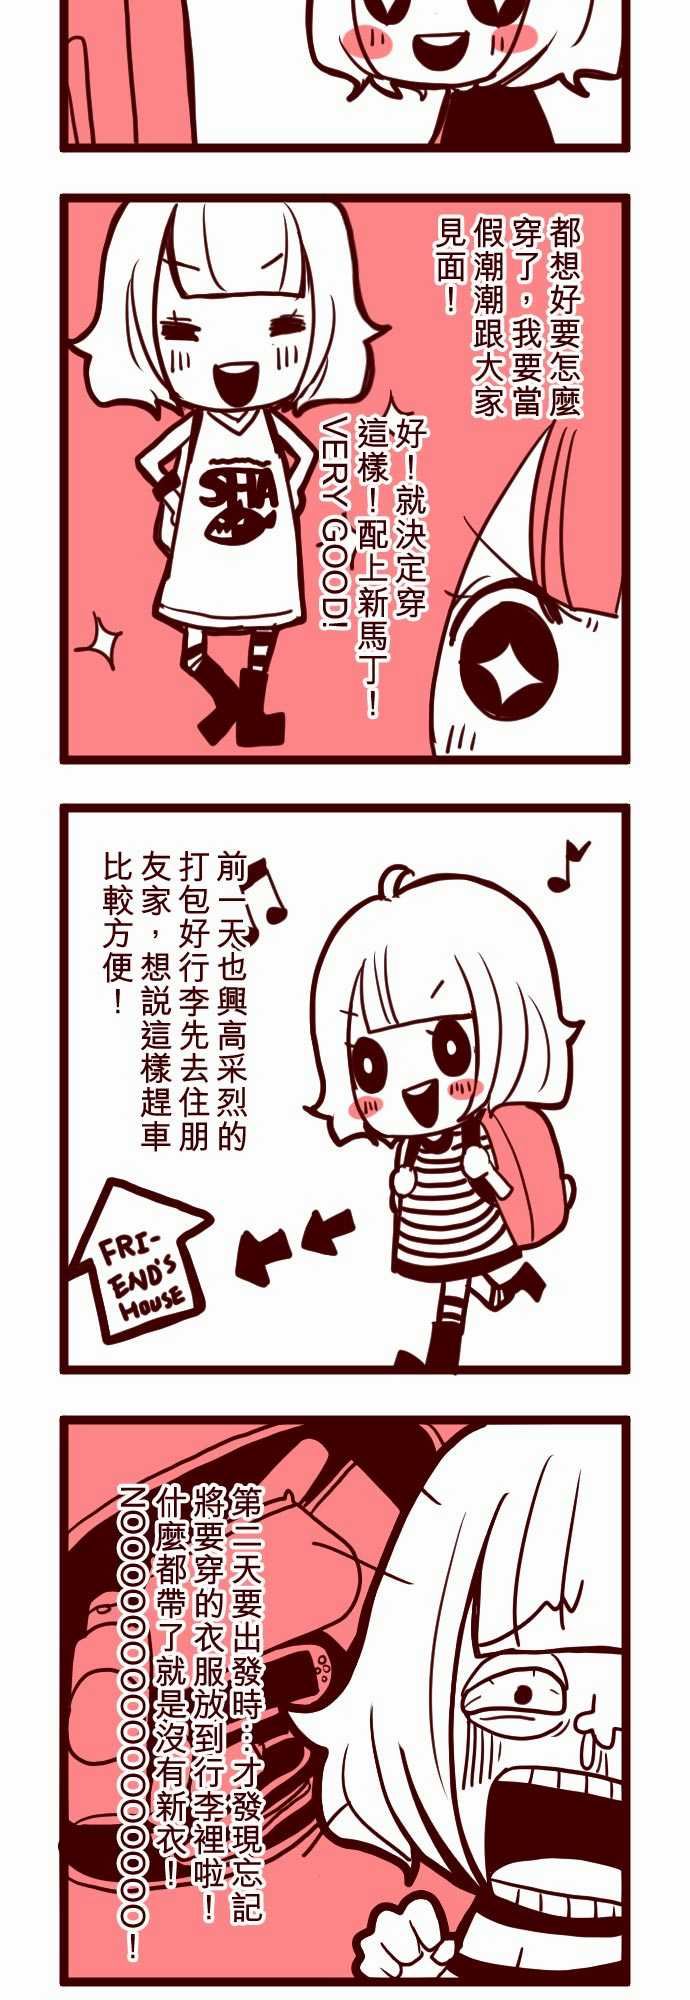 都想好要怎麼
穿了，我要當
假潮潮跟大家
見面！
好！就決定穿
這樣！配上新馬丁！
VERY GOOD!
SHA
前一天也興高采烈的
打包好行李先去住朋
友家，想說這樣趕車
比較方便！
FRI-
END'S
HOUSE
第二天要出發時…才發現忘記
將要穿的衣服放到行李裡啦！
什麼都帶了就是沒有新衣！
NOOOOOOOOOOOOOOOOO！